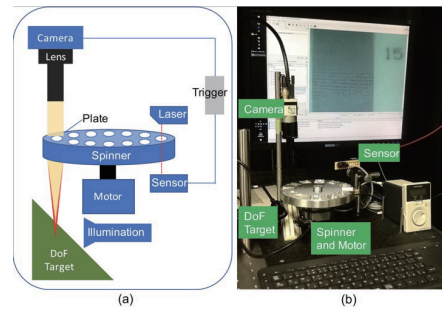 Camera
Lens
Plate
Laser
Trigger
Spinner
Sensor
Motor
Illumination
DoF
Target
(a)
15
Camera
Sensor
DoF
Target
Spinner
and Motor
(b)